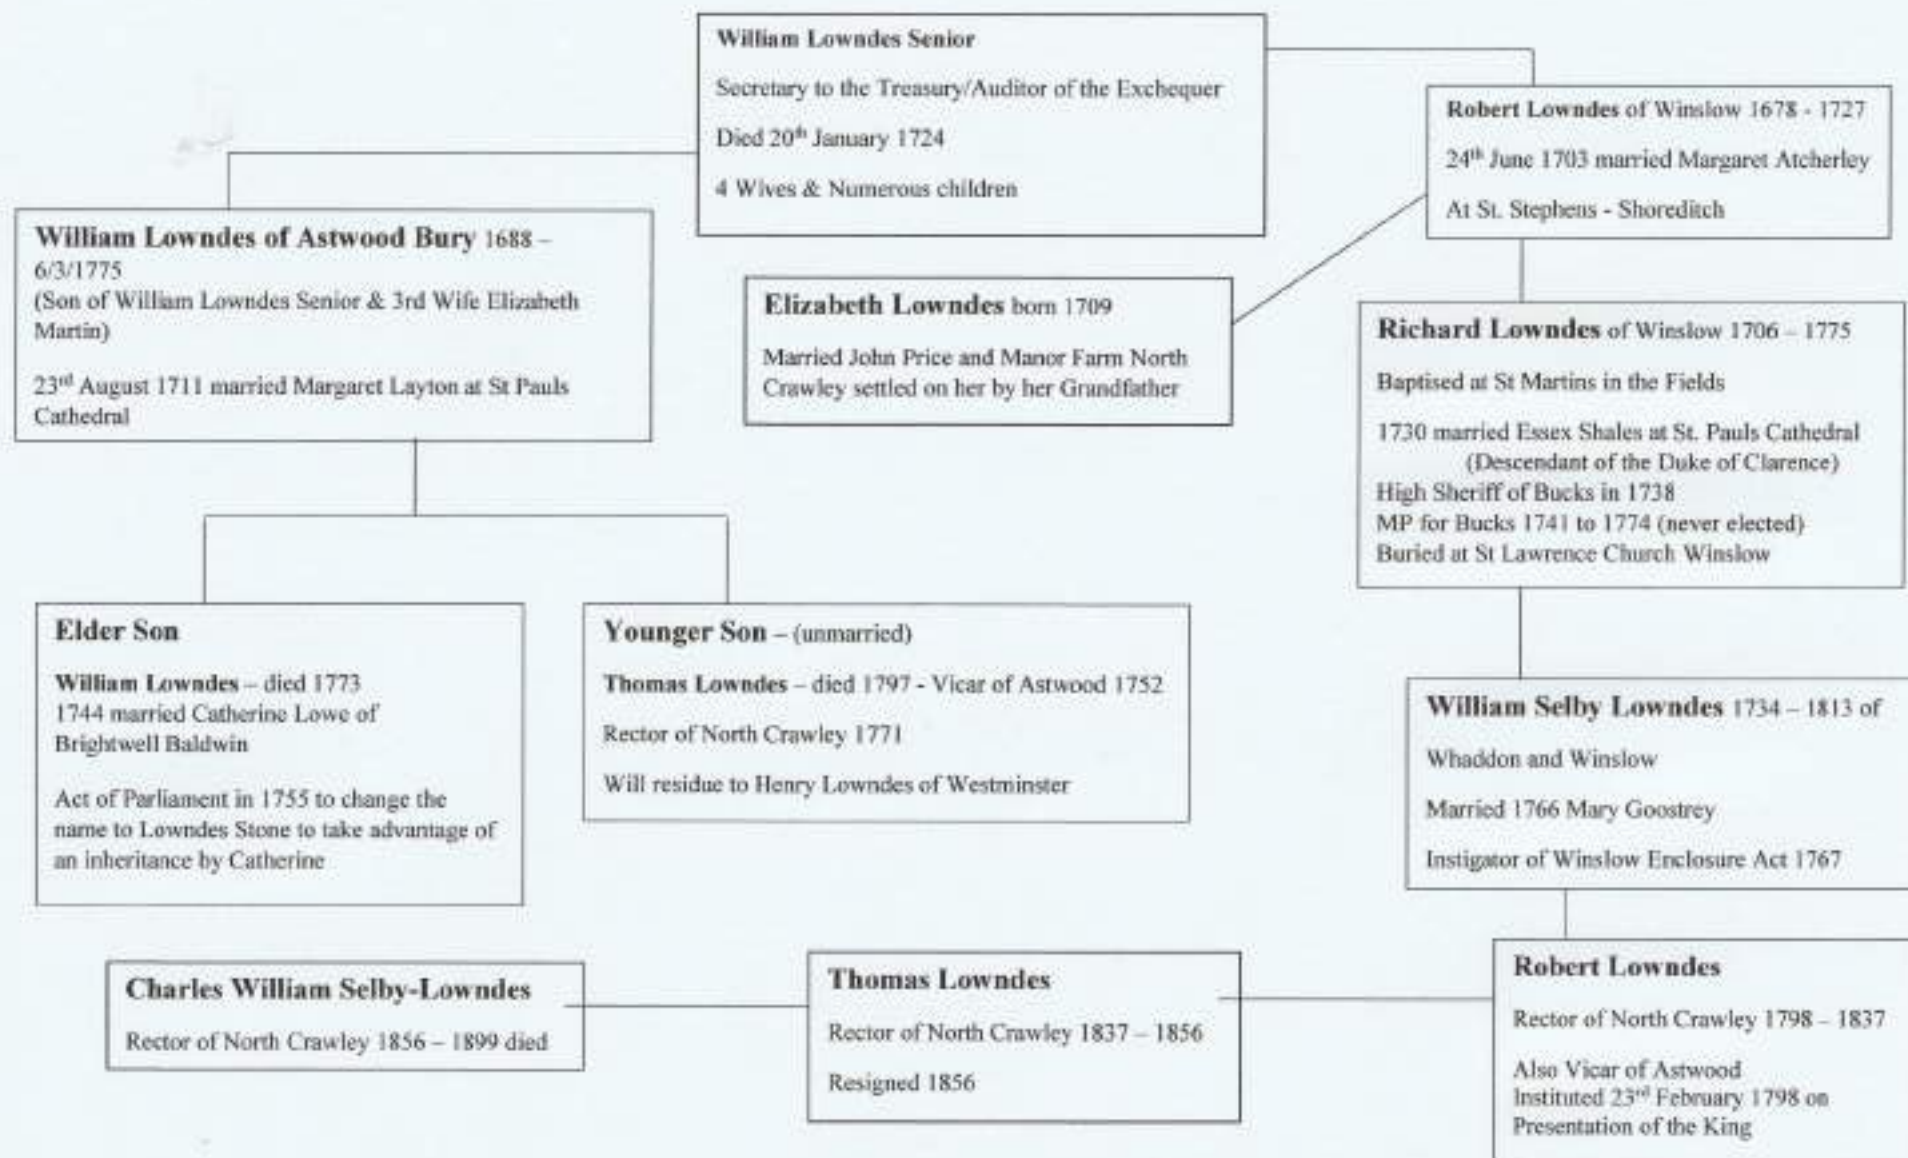 William Lowndes Senior
Secretary to the Treasury/Auditor of the Exchequer
Died 20th January 1724
4 Wives & Numerous children
Robert Lowndes of Winslow 1678 - 1727
24th June 1703 married Margaret Atcherley
At St. Stephens - Shoreditch
William Lowndes of Astwood Bury 1688 –
6/3/1775
(Son of William Lowndes Senior & 3rd Wife Elizabeth
Martin)
23rd August 1711 married Margaret Layton at St Pauls
Cathedral
Elizabeth Lowndes born 1709
Married John Price and Manor Farm North
Crawley settled on her by her Grandfather
Richard Lowndes of Winslow 1706 – 1775
Baptised at St Martins in the Fields
1730 married Essex Shales at St. Pauls Cathedral
(Descendant of the Duke of Clarence)
High Sheriff of Bucks in 1738
MP for Bucks 1741 to 1774 (never elected)
Buried at St Lawrence Church Winslow
Elder Son
William Lowndes – died 1773
1744 married Catherine Lowe of
Brightwell Baldwin
Act of Parliament in 1755 to change the
name to Lowndes Stone to take advantage of
an inheritance by Catherine
Younger Son – (unmarried)
Thomas Lowndes – died 1797 - Vicar of Astwood 1752
Rector of North Crawley 1771
Will residue to Henry Lowndes of Westminster
William Selby Lowndes 1734 – 1813 of
Whaddon and Winslow
Married 1766 Mary Goostrey
Instigator of Winslow Enclosure Act 1767
Charles William Selby-Lowndes
Rector of North Crawley 1856 – 1899 died
Thomas Lowndes
Rector of North Crawley 1837 – 1856
Resigned 1856
Robert Lowndes
Rector of North Crawley 1798 – 1837
Also Vicar of Astwood
Instituted 23rd February 1798 on
Presentation of the King